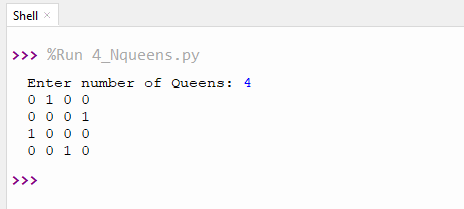 Shell ×
>>> %Run 4_Nqueens.py
Enter number of Queens: 4
0 1 0 0
0 0 0 1
1 0 0 0
0 0 1 0
>>>